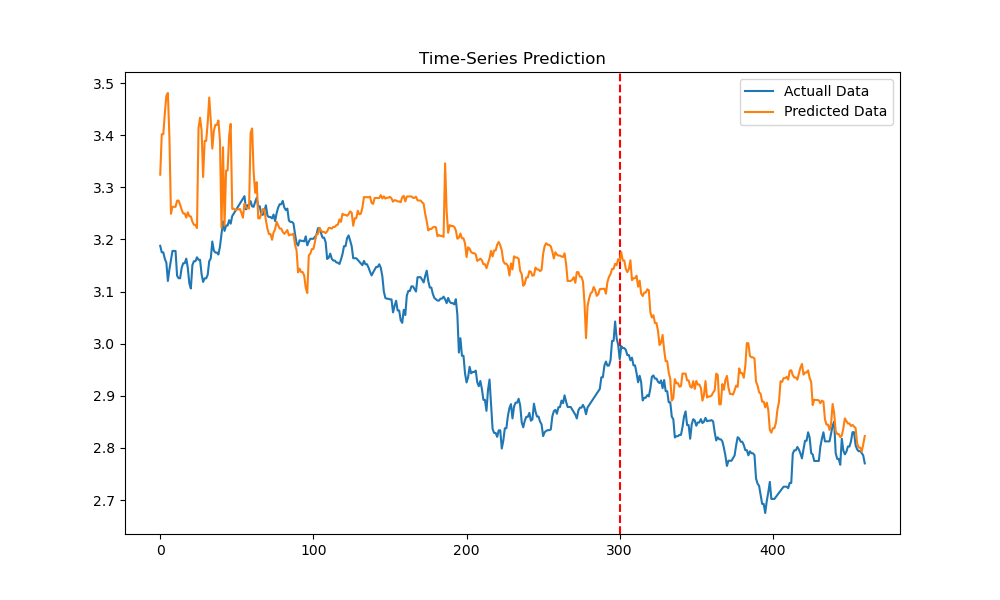 Time-Series Prediction
Actuall Data
Predicted Data
3.5
3.4
3.3
3.2
3.1
3.0
2.9
2.8
2.7
0 100 200 300 400